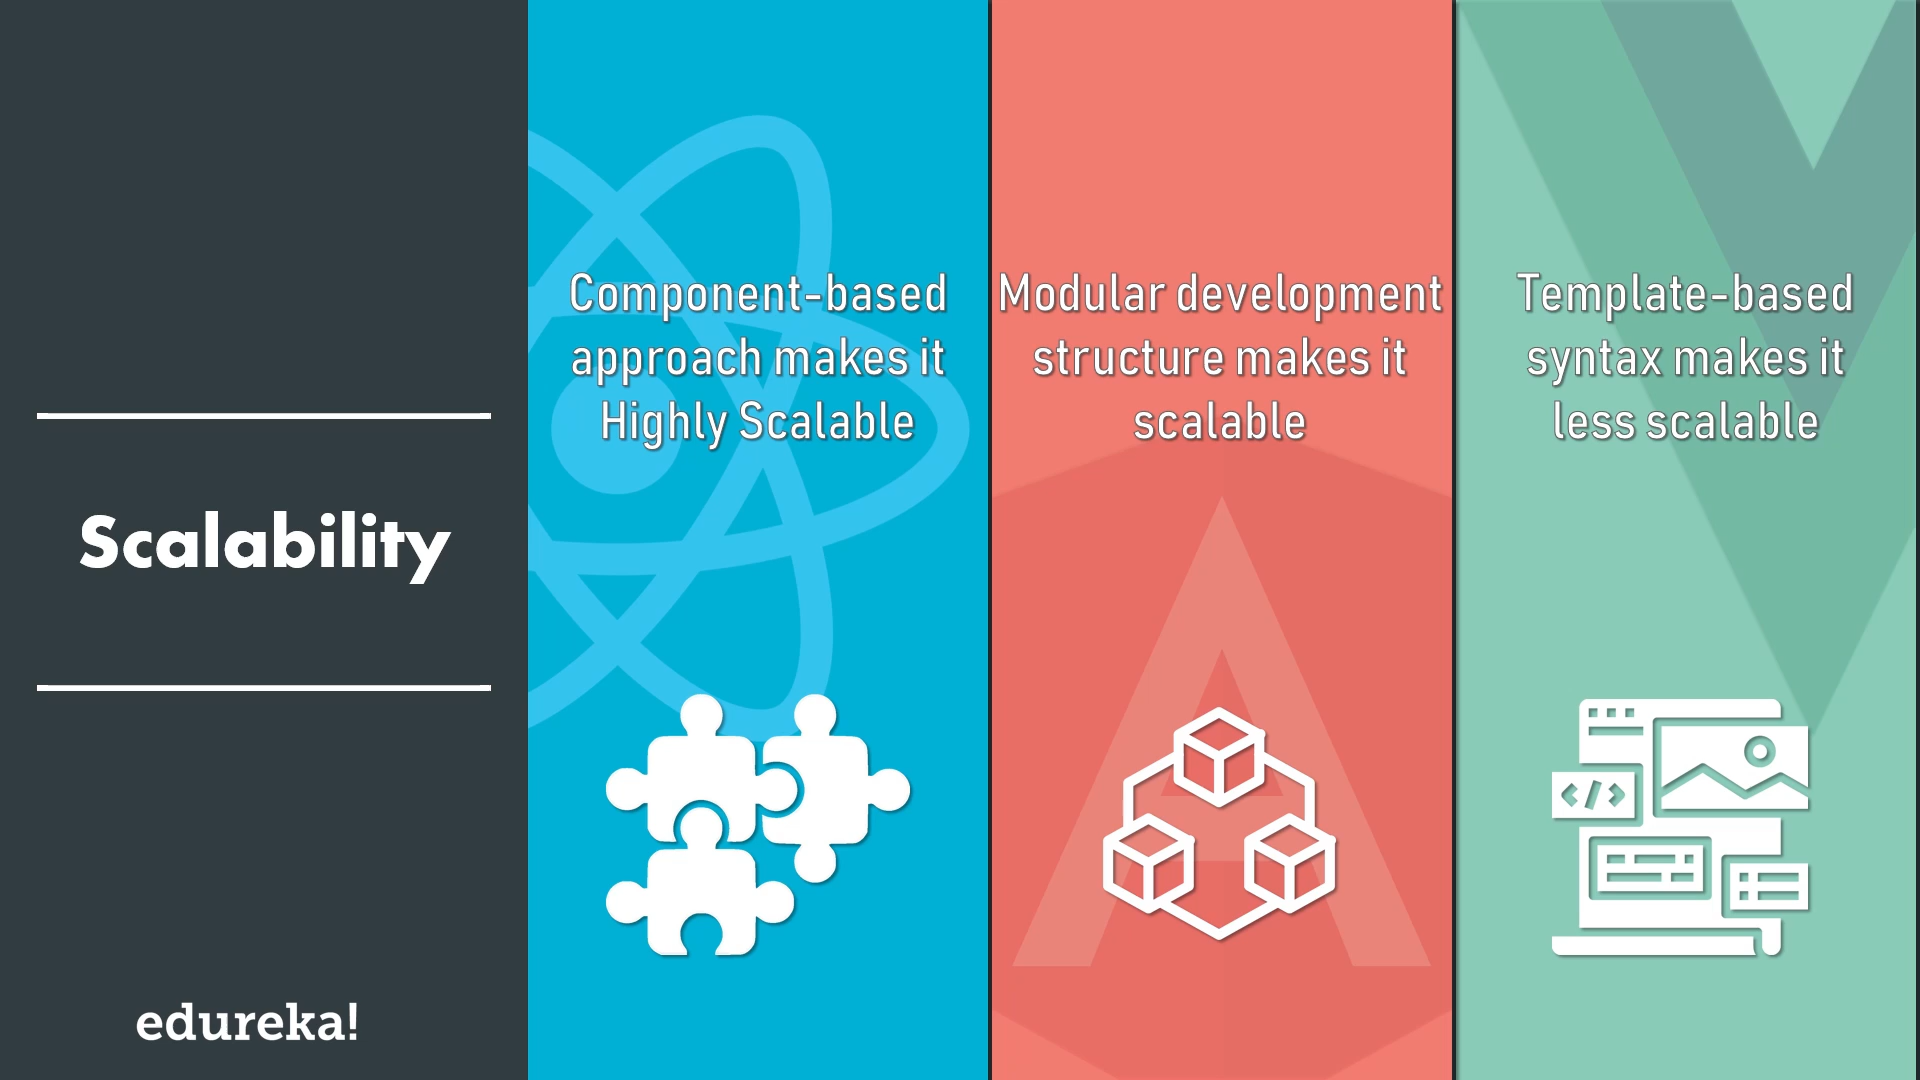 Scalability
edureka!
Component-based
approach makes it
Highly Scalable
Modular development
structure makes it
scalable
Template-based
syntax makes it
less scalable